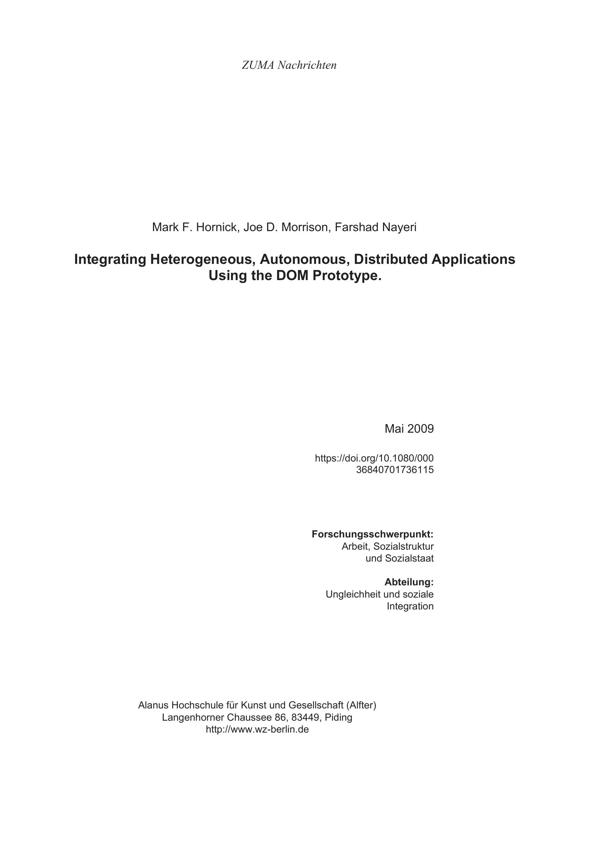 ZUMA Nachrichten
Mark F. Hornick, Joe D. Morrison, Farshad Nayeri
Integrating Heterogeneous, Autonomous, Distributed Applications
Using the DOM Prototype.
Mai 2009
https://doi.org/10.1080/000
36840701736115
Forschungsschwerpunkt:
Arbeit, Sozialstruktur
und Sozialstaat
Abteilung:
Ungleichheit und soziale
Integration
Alanus Hochschule für Kunst und Gesellschaft (Alfter)
Langenhorner Chaussee 86, 83449, Piding
http://www.wz-berlin.de